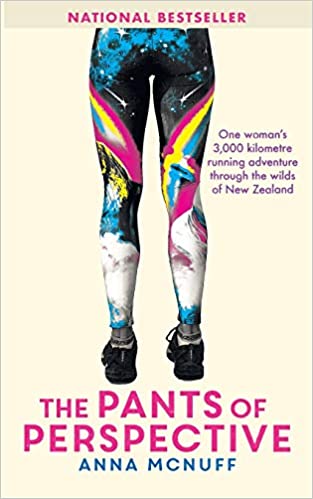 NATIONAL BESTSELLER
One woman's
3,000 kilometre
running adventure
through the wilds
of New Zealand
THE PANTS OF
PERSPECTIVE
ANNA MCNUFF